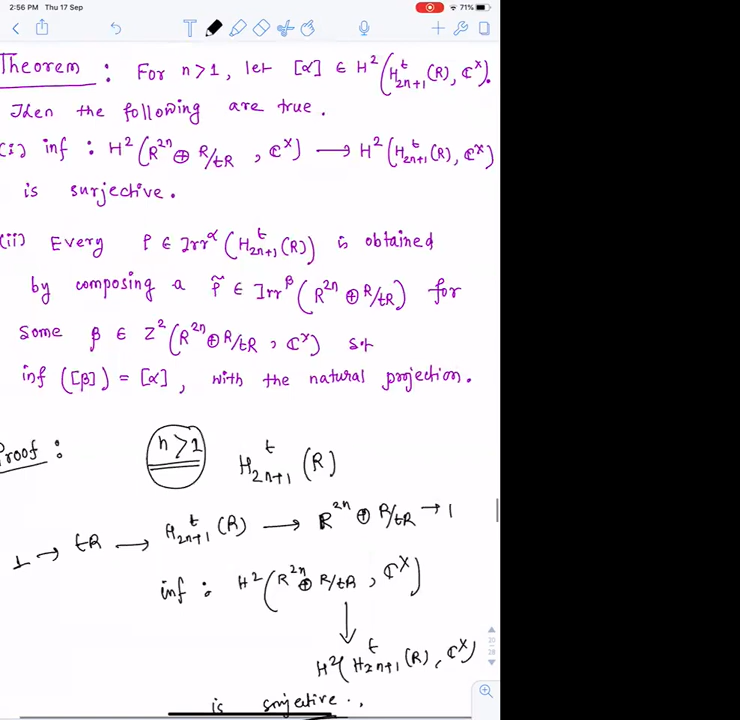 2:56 PM Thu 17 Sep
71%
Theorem : For n>1, let [α] ∈ H²(H^t_{2n+1}(R), ℂ^×).
Then the following are true.
(i) inf : H²(R^{2n} ⊕ R/tR , ℂ^×) ⟶ H²(H^t_{2n+1}(R), ℂ^×)
is surjective.
(ii) Every ρ ∈ Irr^α (H^t_{2n+1}(R)) is obtained
by composing a ρ̃ ∈ Irr^β (R^{2n} ⊕ R/tR) for
some β ∈ Z²(R^{2n} ⊕ R/tR , ℂ^×) st
inf ([β]) = [α] , with the natural projection.
Proof :
n>1
H^t_{2n+1}(R)
1 → tR ⟶ H^t_{2n+1}(R) ⟶ R^{2n} ⊕ R/tR → 1
inf : H²(R^{2n} ⊕ R/tR , ℂ^×)
↓
H²(H^t_{2n+1}(R), ℂ^×)
is surjective .